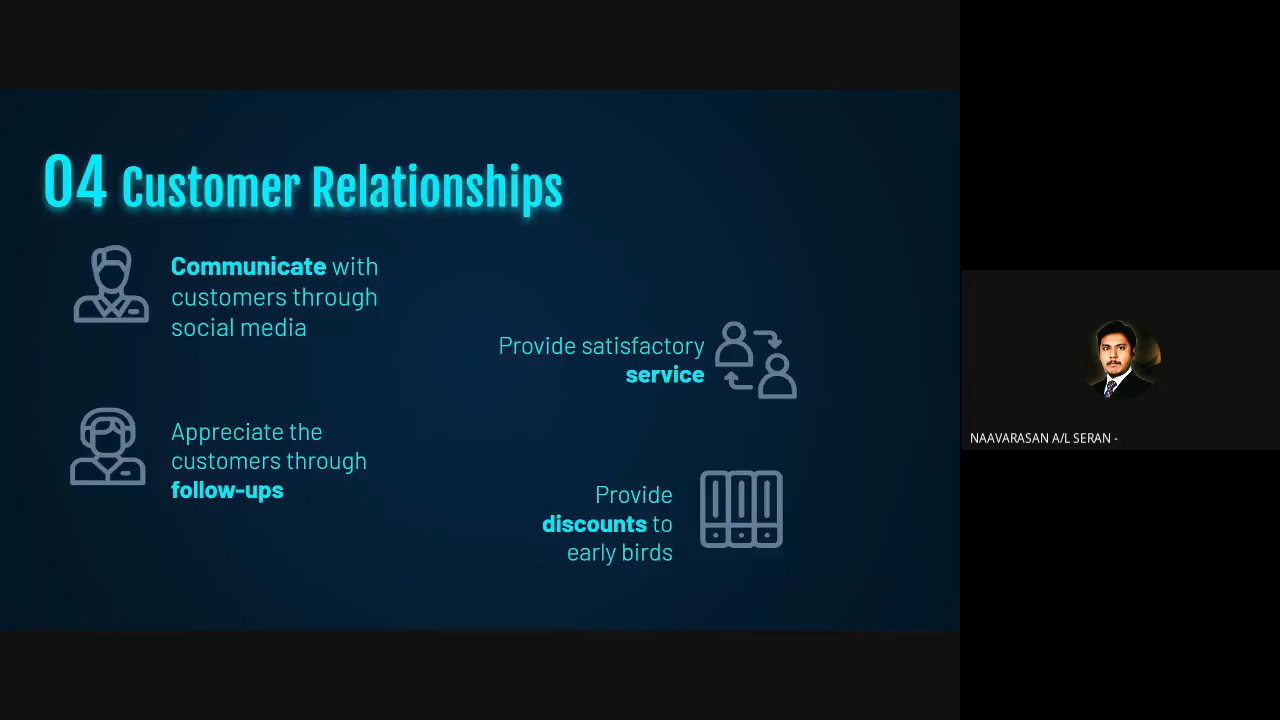 04 Customer Relationships
Communicate with
customers through
social media
Provide satisfactory
service
Appreciate the
customers through
follow-ups
Provide
discounts to
early birds
NAAVARASAN A/L SERAN -